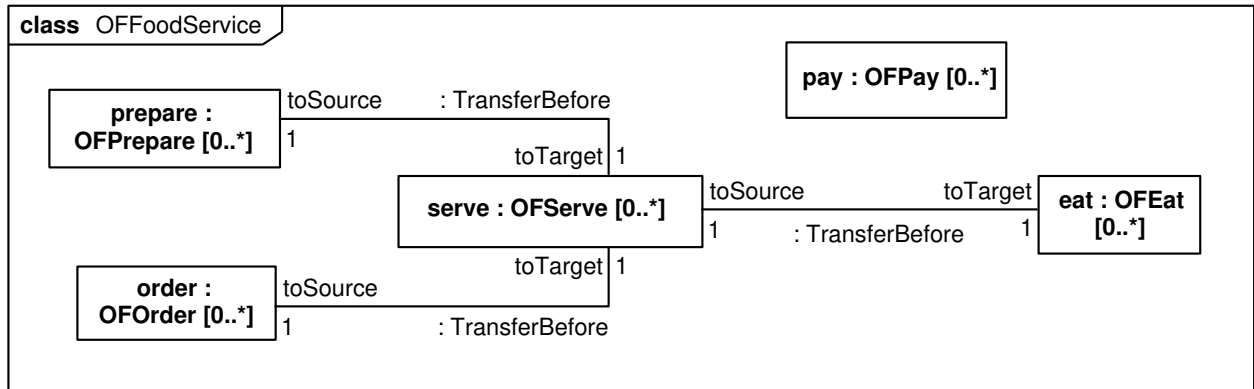 class OFFoodService
pay : OFPay [0..*]
prepare :
OFPrepare [0..*]
toSource
: TransferBefore
1
toTarget
1
serve : OFServe [0..*]
toSource
toTarget
1
: TransferBefore
1
eat : OFEat
[0..*]
toTarget
1
order :
OFOrder [0..*]
toSource
1
: TransferBefore